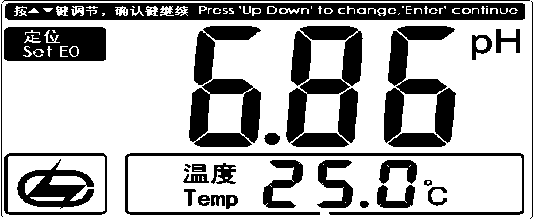 按▲▼键调节，确认键继续 Press 'Up Down' to change,'Enter' continue
定位
Set E0
6.86 pH
温度
Temp 25.0 °C